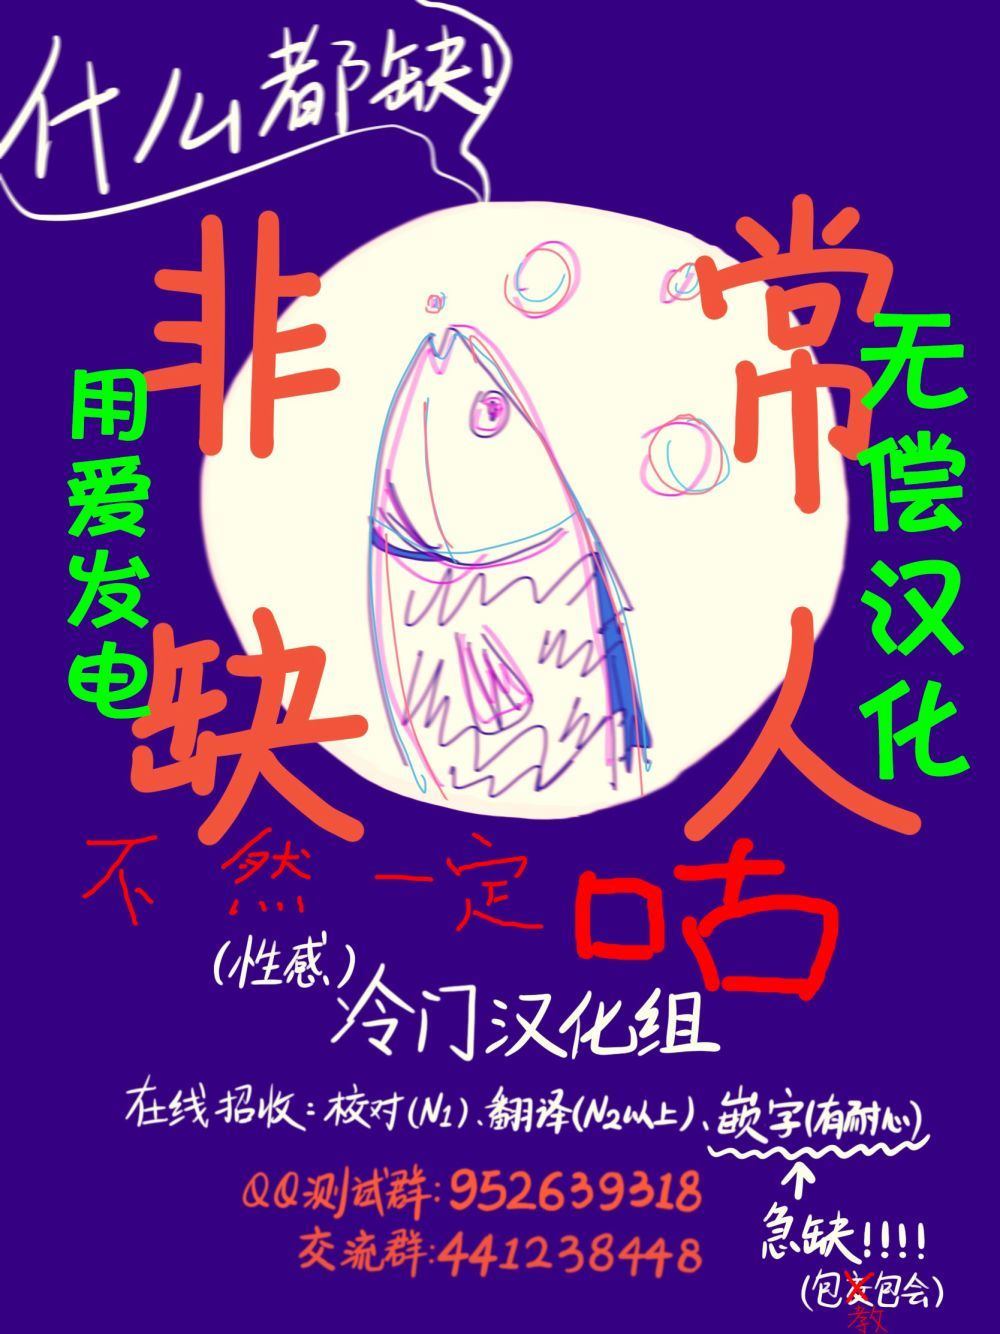 什么都缺!
非常
缺人
用爱发电
无偿汉化
不然一定咕
(性感)
冷门汉化组
在线招收:校对(N1)、翻译(N2以上)、嵌字(有耐心)
QQ测试群:952639318
交流群:441238448
急缺!!!!
(包交包会)
教